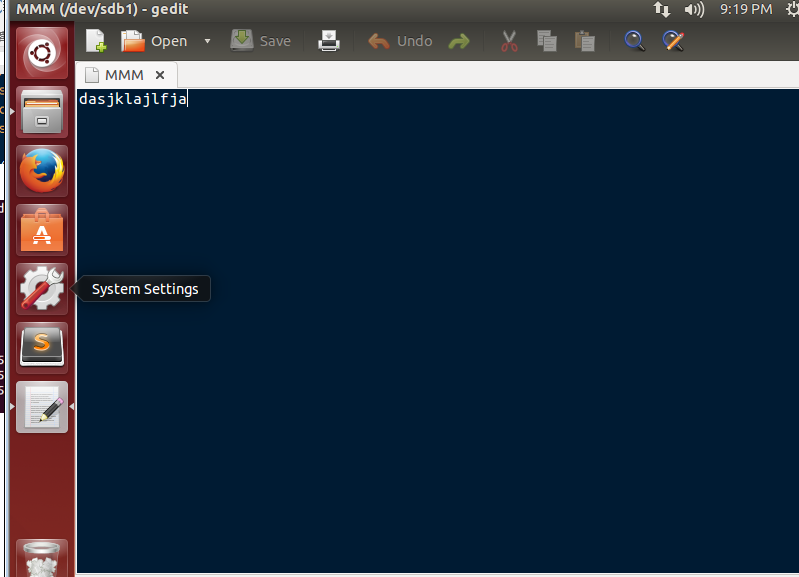 MMM (/dev/sdb1) - gedit
9:19 PM
Open
Save
Undo
MMM
dasjklajlfja
System Settings